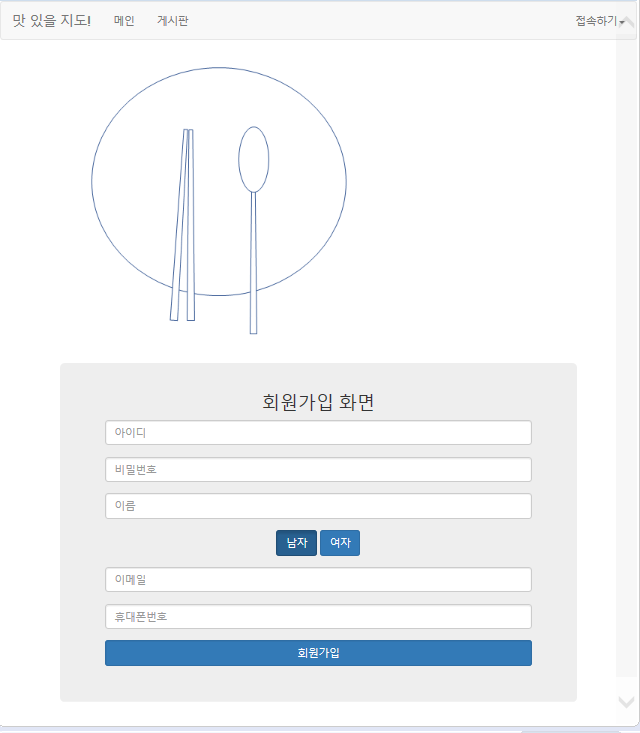 맛 있을 지도! 메인 게시판 접속하기
회원가입 화면
아이디
비밀번호
이름
남자 여자
이메일
휴대폰번호
회원가입